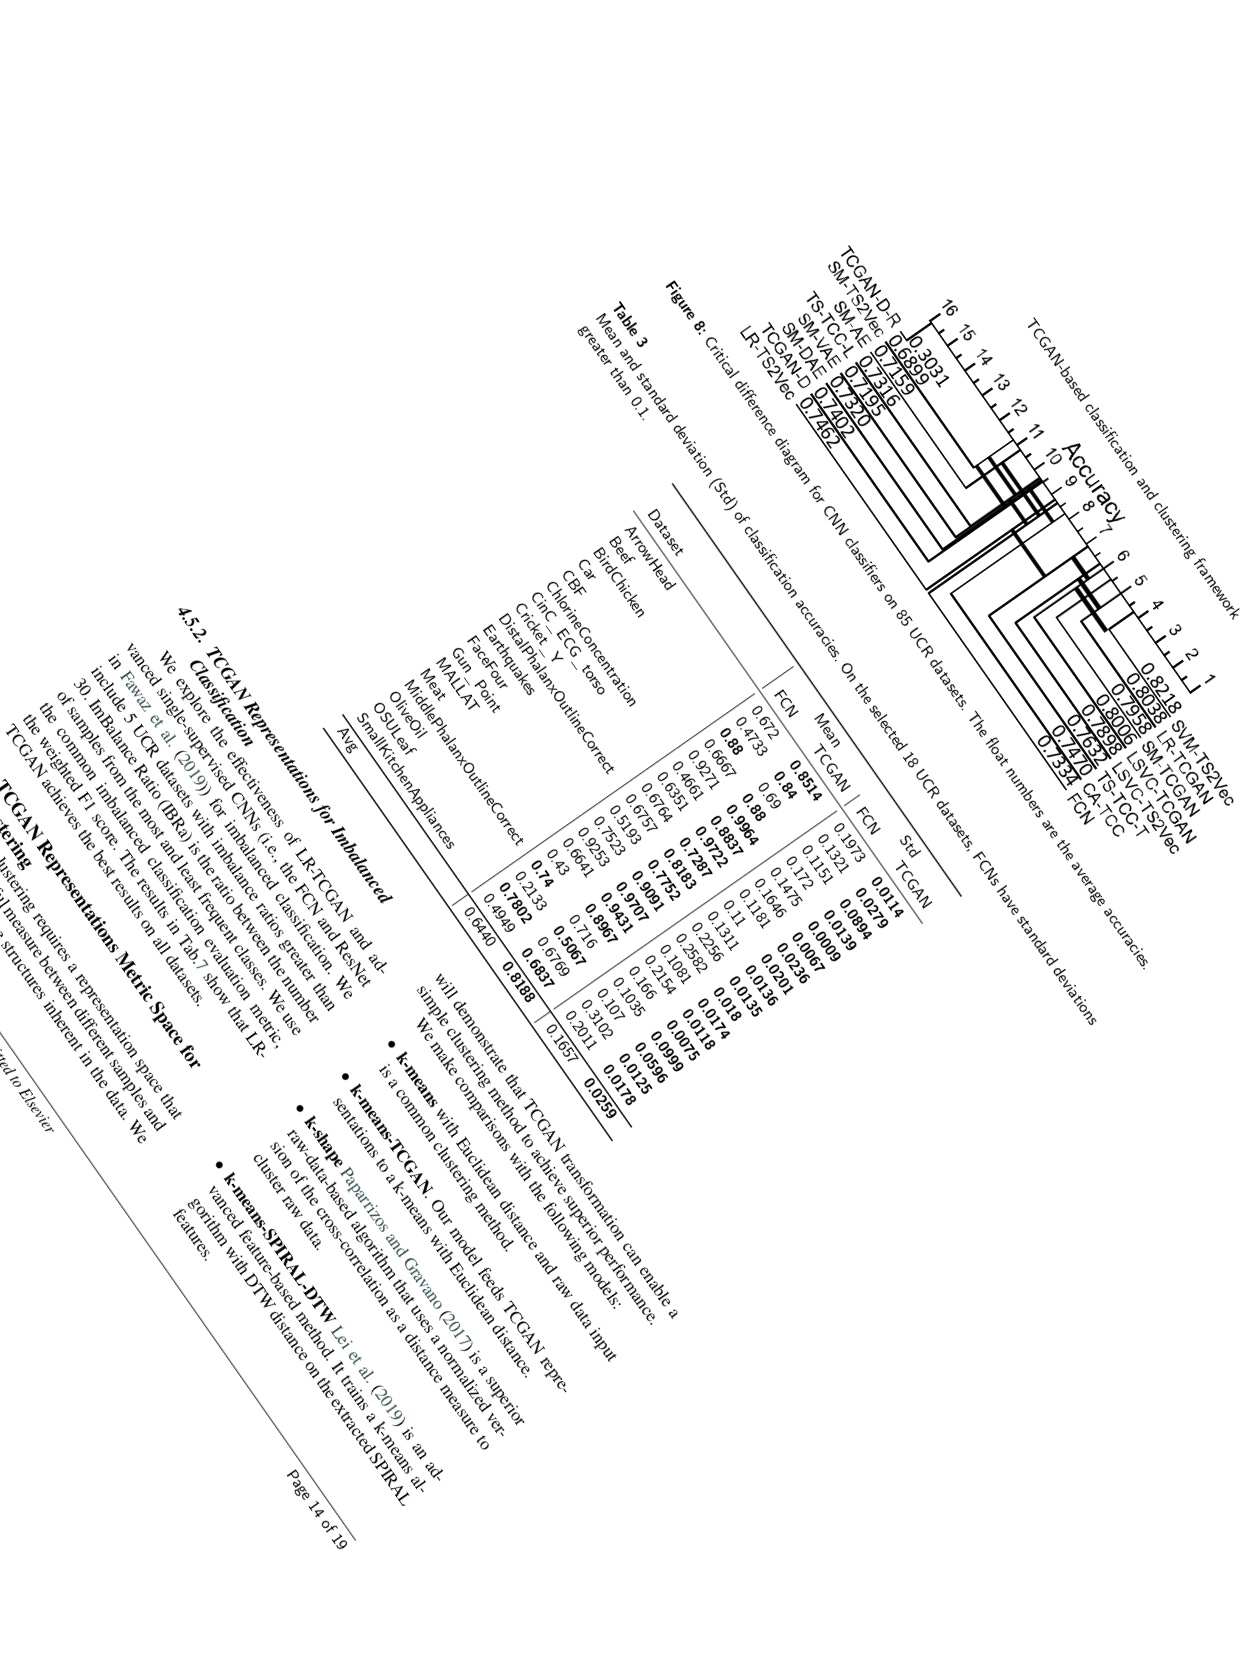 TCGAN-based classification and clustering framework
Accuracy
16 15 14 13 12 11 10 9 8 7 6 5 4 3 2 1
TCGAN-D-R 0.3031
SM-TS2Vec 0.6899
SM-AE 0.7159
TS-TCC-L 0.7316
SM-VAE 0.7195
SM-DAE 0.7320
TCGAN-D 0.7402
LR-TS2Vec 0.7462
0.8218 SVM-TS2Vec
0.8038 LR-TCGAN
0.7958 SM-TCGAN
0.8006 LSVC-TCGAN
0.7898 LSVC-TS2Vec
0.7632 TS-TCC-T
0.7470 CA-TCC
0.7334 FCN
Figure 8: Critical difference diagram for CNN classifiers on 85 UCR datasets. The float numbers are the average accuracies.
Table 3
Mean and standard deviation (Std) of classification accuracies. On the selected 18 UCR datasets, FCNs have standard deviations
greater than 0.1.
Dataset Mean Std
FCN TCGAN FCN TCGAN
ArrowHead 0.672 0.8514 0.1973 0.0114
Beef 0.4733 0.84 0.1321 0.0279
BirdChicken 0.88 0.69 0.1151 0.0894
Car 0.6667 0.88 0.172 0.0139
CBF 0.9271 0.9964 0.1475 0.0009
ChlorineConcentration 0.4661 0.8837 0.1646 0.0067
CinC_ECG_torso 0.6351 0.9722 0.1181 0.0236
Cricket_Y 0.6764 0.7287 0.11 0.0201
DistalPhalanxOutlineCorrect 0.6757 0.8183 0.1311 0.0136
Earthquakes 0.5193 0.7752 0.2256 0.0135
FaceFour 0.7523 0.9091 0.2582 0.018
Gun_Point 0.9253 0.9707 0.1081 0.0174
MALLAT 0.6641 0.9431 0.2154 0.0118
Meat 0.43 0.8967 0.166 0.0075
MiddlePhalanxOutlineCorrect 0.74 0.716 0.1035 0.0999
OliveOil 0.2133 0.5067 0.107 0.0596
OSULeaf 0.7802 0.6769 0.3102 0.0125
SmallKitchenAppliances 0.4949 0.6837 0.2011 0.0178
Avg 0.6440 0.8188 0.1657 0.0259
4.5.2. TCGAN Representations for Imbalanced
Classification
We explore the effectiveness of LR-TCGAN and ad-
vanced single-supervised CNNs (i.e., the FCN and ResNet
in Fawaz et al. (2019)) for imbalanced classification. We
include 5 UCR datasets with imbalance ratios greater than
30. ImBalance Ratio (IBRa) is the ratio between the number
of samples from the most and least frequent classes. We use
the common imbalanced classification evaluation metric,
the weighted F1 score. The results in Tab.7 show that LR-
TCGAN achieves the best results on all datasets.
TCGAN Representations Metric Space for
stering
lustering requires a representation space that
ful measure between different samples and
structures inherent in the data. We
will demonstrate that TCGAN transformation can enable a
simple clustering method to achieve superior performance.
We make comparisons with the following models:
• k-means with Euclidean distance and raw data input
is a common clustering method.
• k-means-TCGAN. Our model feeds TCGAN repre-
sentations to a k-means with Euclidean distance.
• k-shape Paparrizos and Gravano (2017) is a superior
raw-data-based algorithm that uses a normalized ver-
sion of the cross-correlation as a distance measure to
cluster raw data.
• k-means-SPIRAL-DTW Lei et al. (2019) is an ad-
vanced feature-based method. It trains a k-means al-
gorithm with DTW distance on the extracted SPIRAL
features.
itted to Elsevier
Page 14 of 19